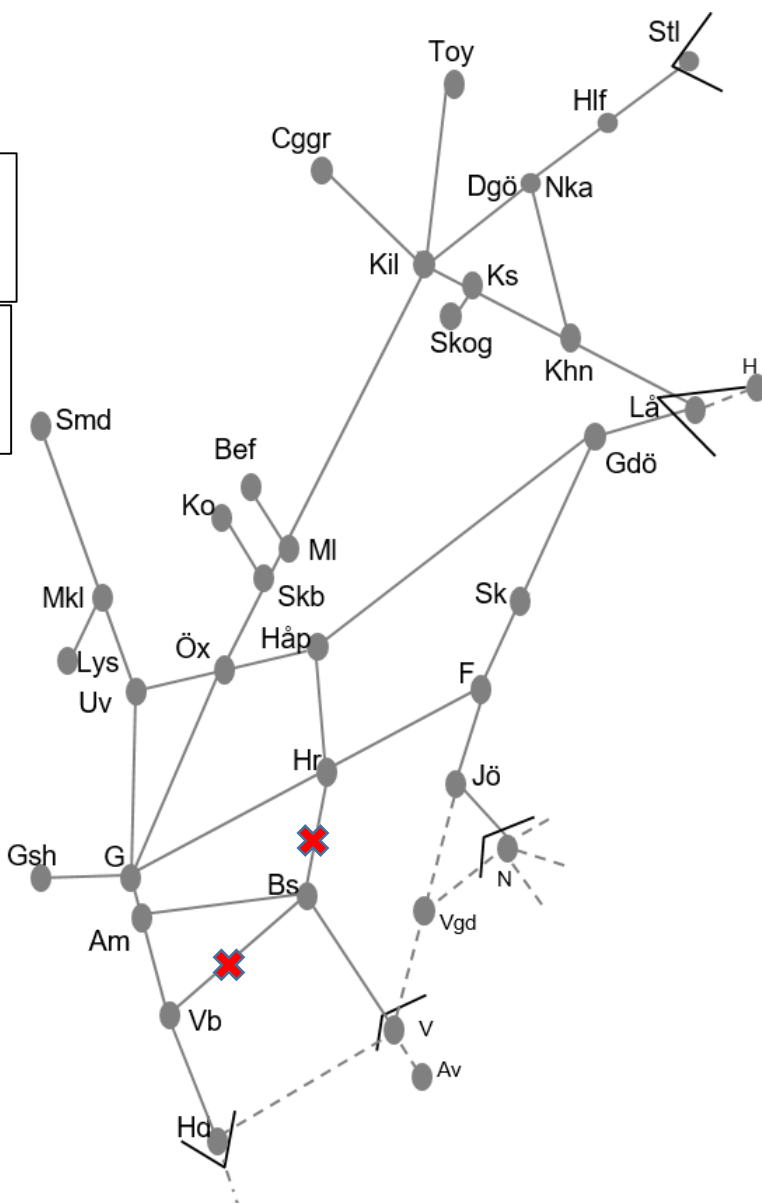 Stl
Toy
Hlf
Cggr
Dgö Nka
Kil
Ks
Skog
Khn
H
Lå
Smd
Gdö
Bef
Ko
Ml
Mkl
Skb
Sk
Håp
Öx
Lys
F
Uv
Hr
Jö
Gsh
G
N
Bs
Vgd
Am
Vb
V
Av
Hd